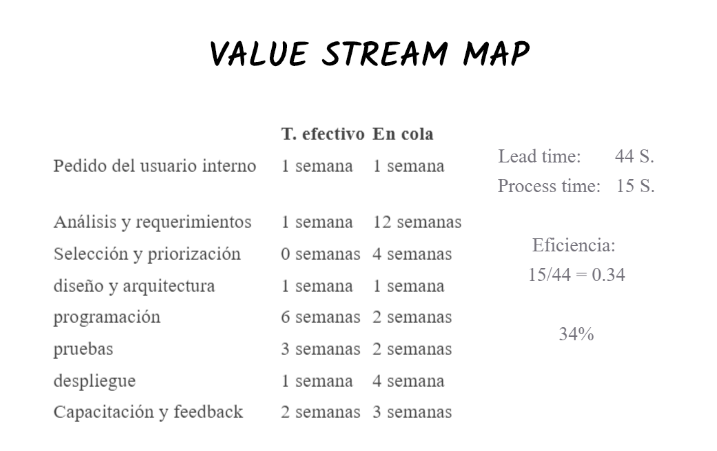 VALUE STREAM MAP
T. efectivo En cola
Pedido del usuario interno 1 semana 1 semana
Análisis y requerimientos 1 semana 12 semanas
Selección y priorización 0 semanas 4 semanas
diseño y arquitectura 1 semana 1 semana
programación 6 semanas 2 semanas
pruebas 3 semanas 2 semanas
despliegue 1 semana 4 semana
Capacitación y feedback 2 semanas 3 semanas
Lead time: 44 S.
Process time: 15 S.
Eficiencia:
15/44 = 0.34
34%